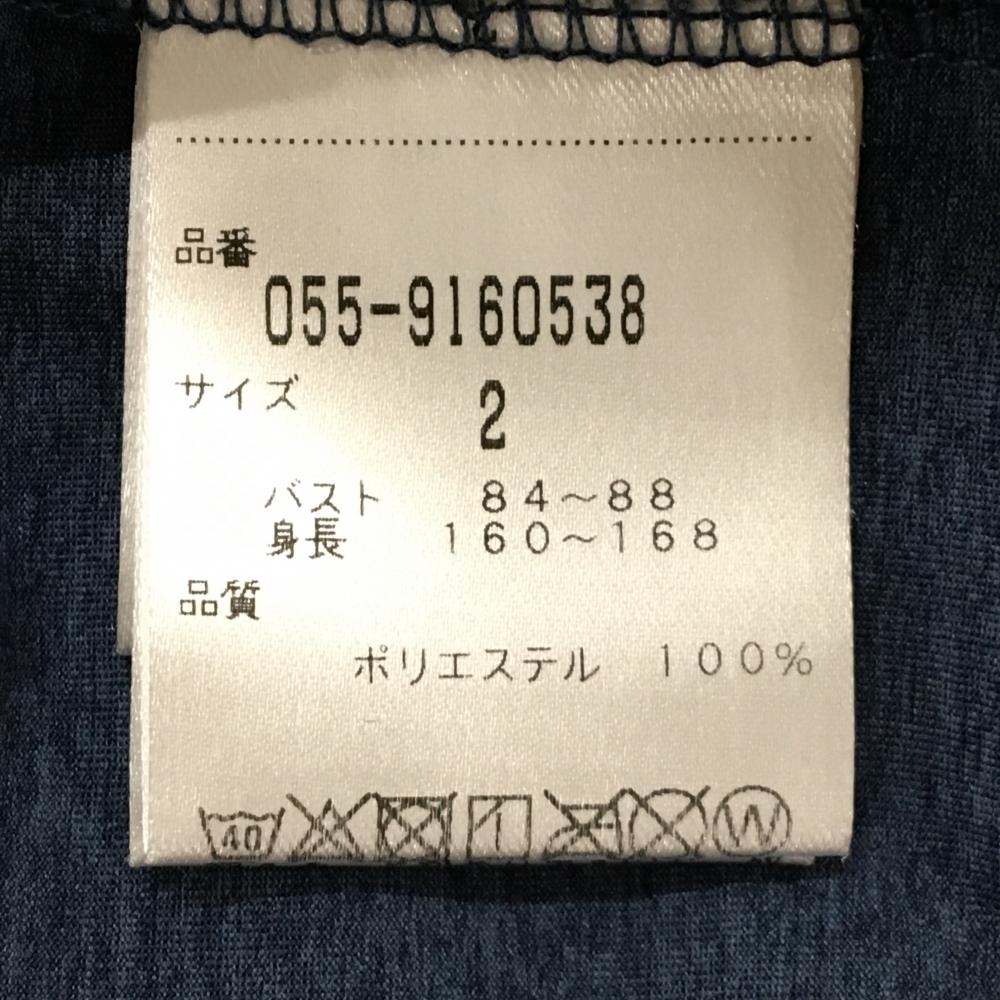 品番
055-9160538
サイズ 2
バスト 84～88
身長 160～168
品質
ポリエステル 100%
40 W